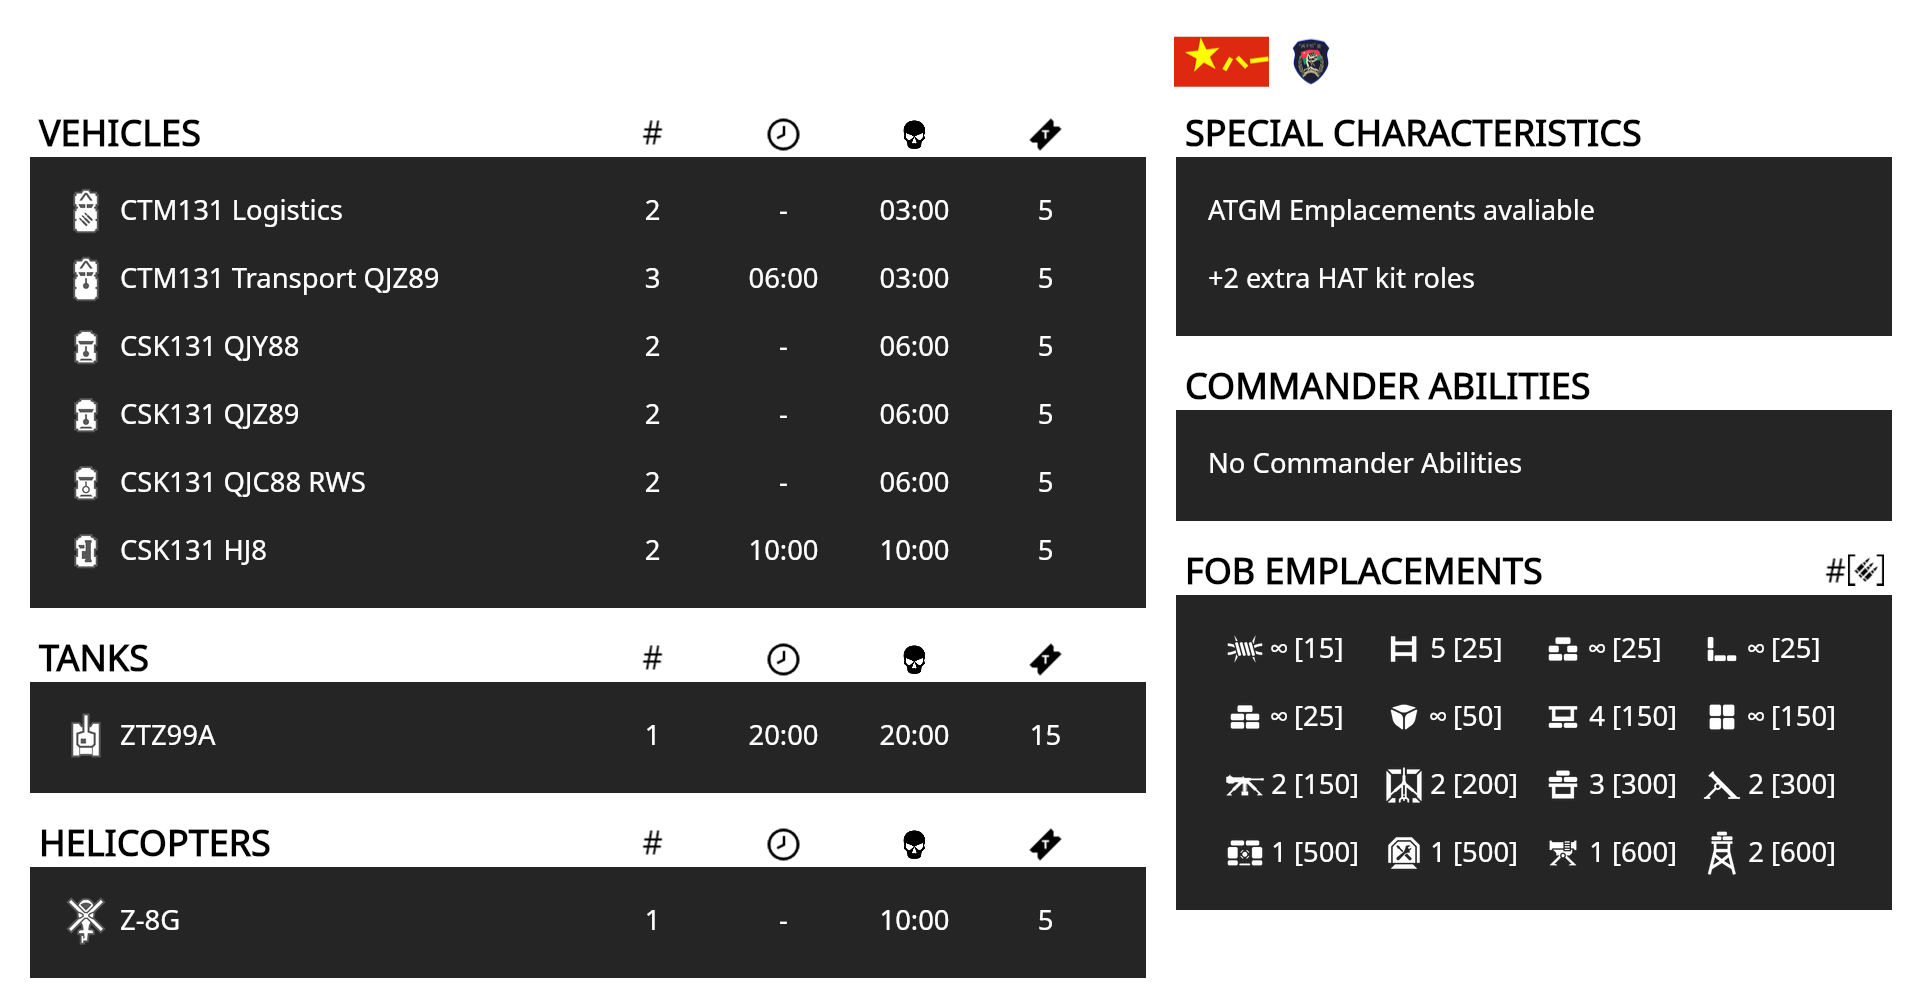 VEHICLES #
CTM131 Logistics 2 - 03:00 5
CTM131 Transport QJZ89 3 06:00 03:00 5
CSK131 QJY88 2 - 06:00 5
CSK131 QJZ89 2 - 06:00 5
CSK131 QJC88 RWS 2 - 06:00 5
CSK131 HJ8 2 10:00 10:00 5
TANKS #
ZTZ99A 1 20:00 20:00 15
HELICOPTERS #
Z-8G 1 - 10:00 5
八一
SPECIAL CHARACTERISTICS
ATGM Emplacements avaliable
+2 extra HAT kit roles
COMMANDER ABILITIES
No Commander Abilities
FOB EMPLACEMENTS #[]
∞ [15] 5 [25] ∞ [25] ∞ [25]
∞ [25] ∞ [50] 4 [150] ∞ [150]
2 [150] 2 [200] 3 [300] 2 [300]
1 [500] 1 [500] 1 [600] 2 [600]